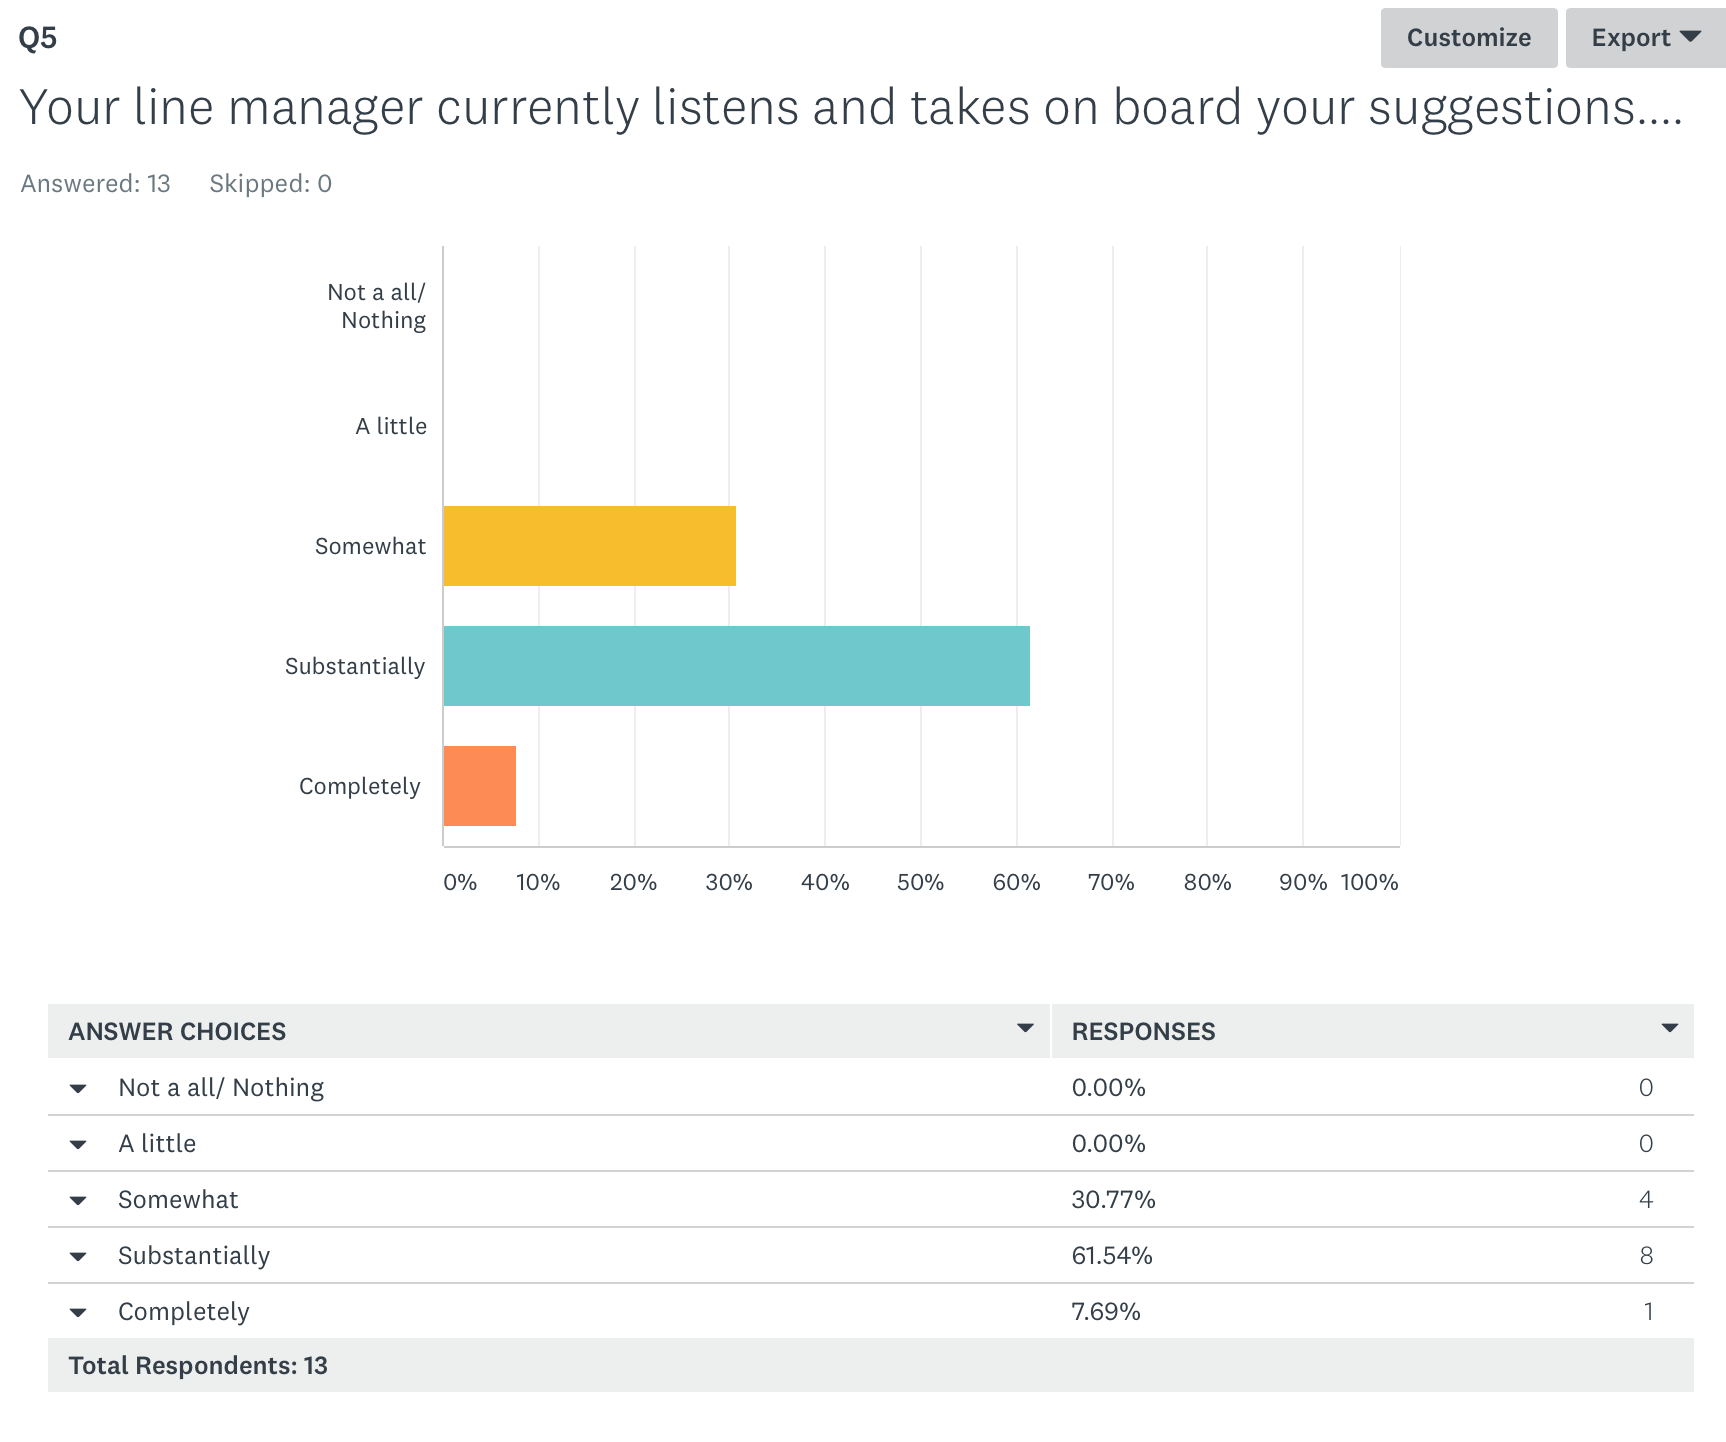 Q5
Customize
Export
Your line manager currently listens and takes on board your suggestions....
Answered: 13 Skipped: 0
Not a all/
Nothing
A little
Somewhat
Substantially
Completely
0% 10% 20% 30% 40% 50% 60% 70% 80% 90% 100%
ANSWER CHOICES RESPONSES
Not a all/ Nothing 0.00% 0
A little 0.00% 0
Somewhat 30.77% 4
Substantially 61.54% 8
Completely 7.69% 1
Total Respondents: 13